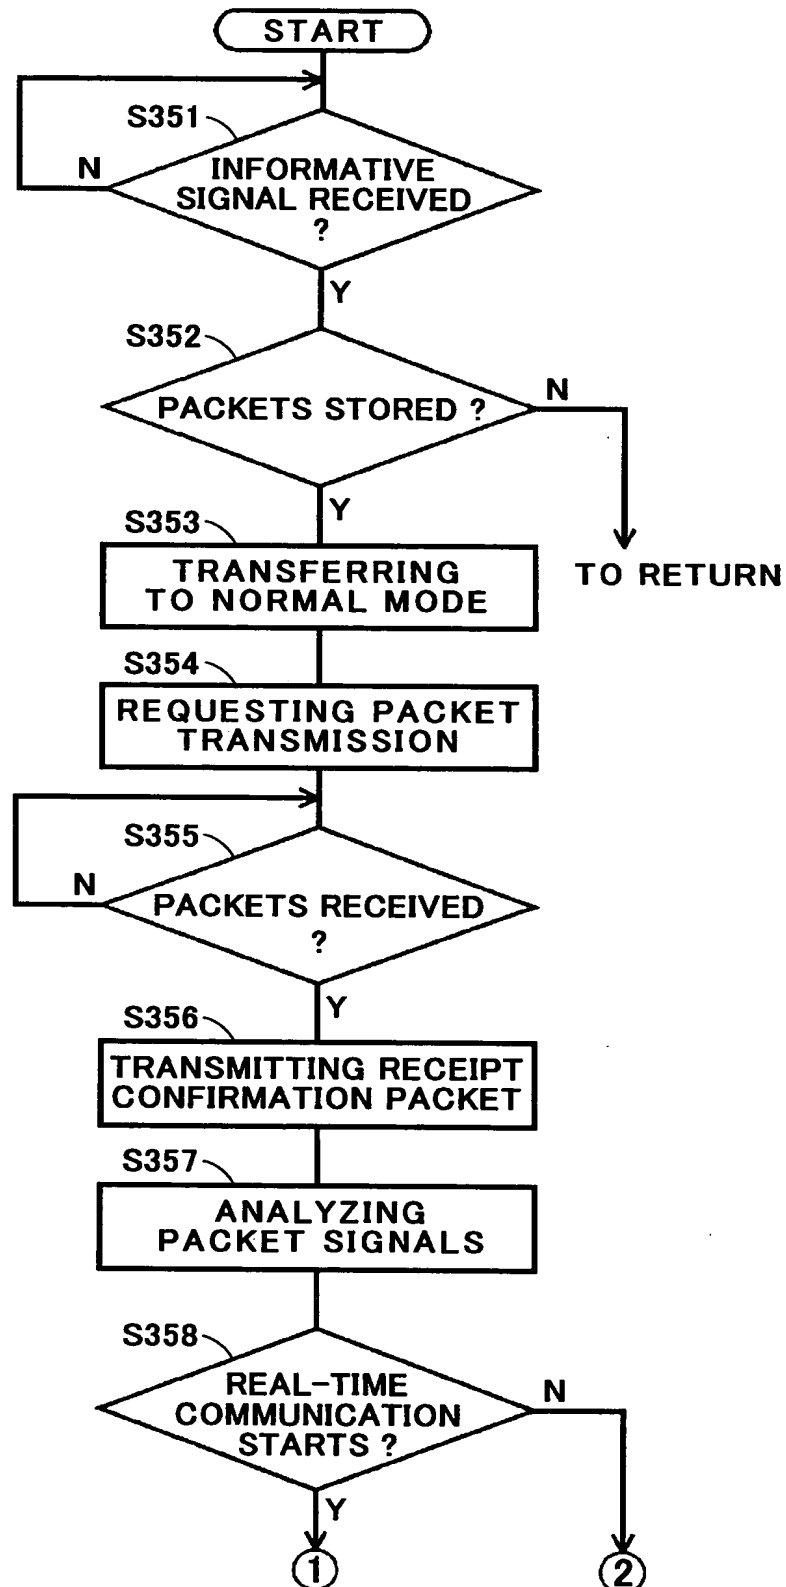 START
S351
N
INFORMATIVE
SIGNAL RECEIVED
?
Y
S352
N
PACKETS STORED ?
Y
S353
TRANSFERRING
TO NORMAL MODE
TO RETURN
S354
REQUESTING PACKET
TRANSMISSION
S355
N
PACKETS RECEIVED
?
Y
S356
TRANSMITTING RECEIPT
CONFIRMATION PACKET
S357
ANALYZING
PACKET SIGNALS
S358
REAL-TIME
COMMUNICATION
STARTS ?
N
Y
1
2